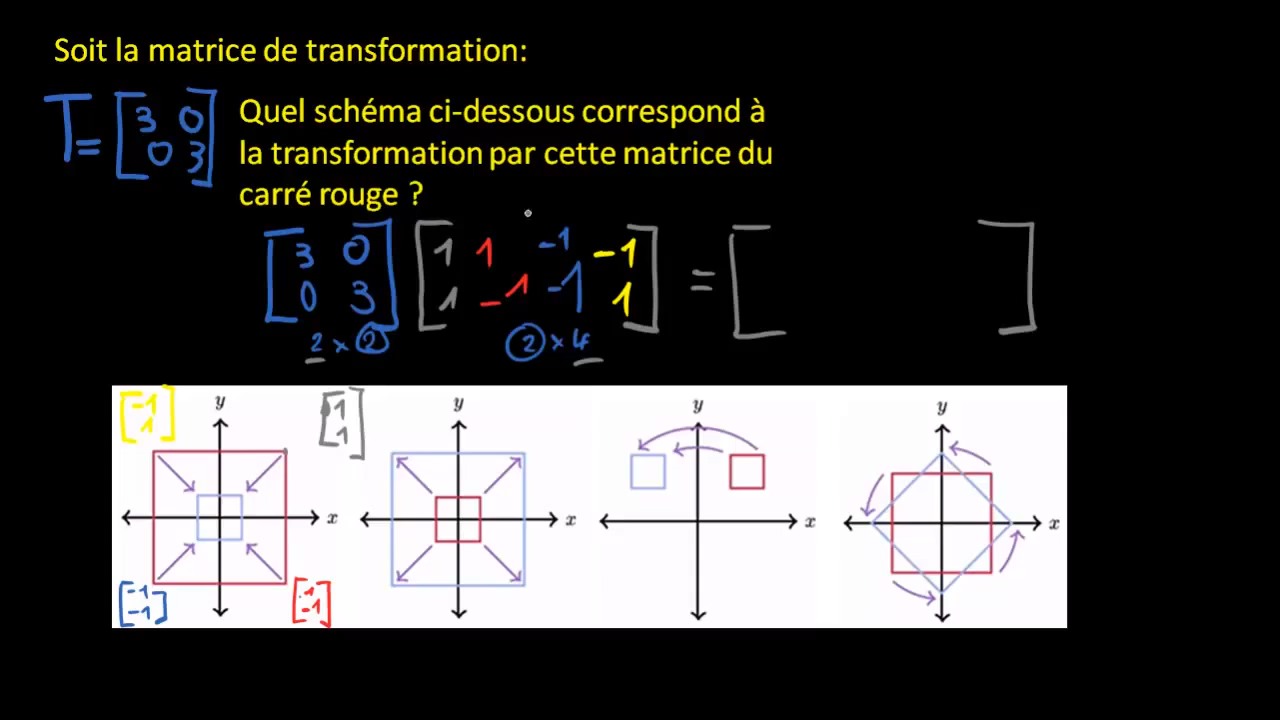 Soit la matrice de transformation:
T = [3 0
0 3]
Quel schéma ci-dessous correspond à
la transformation par cette matrice du
carré rouge ?
[3 0 [1 1 -1 -1] = [ ]
0 3] [1 -1 -1 1]
2 x 2 2 x 4
[-1 1] y [1 1] y y y
x x x x
[-1 -1] [1 -1]